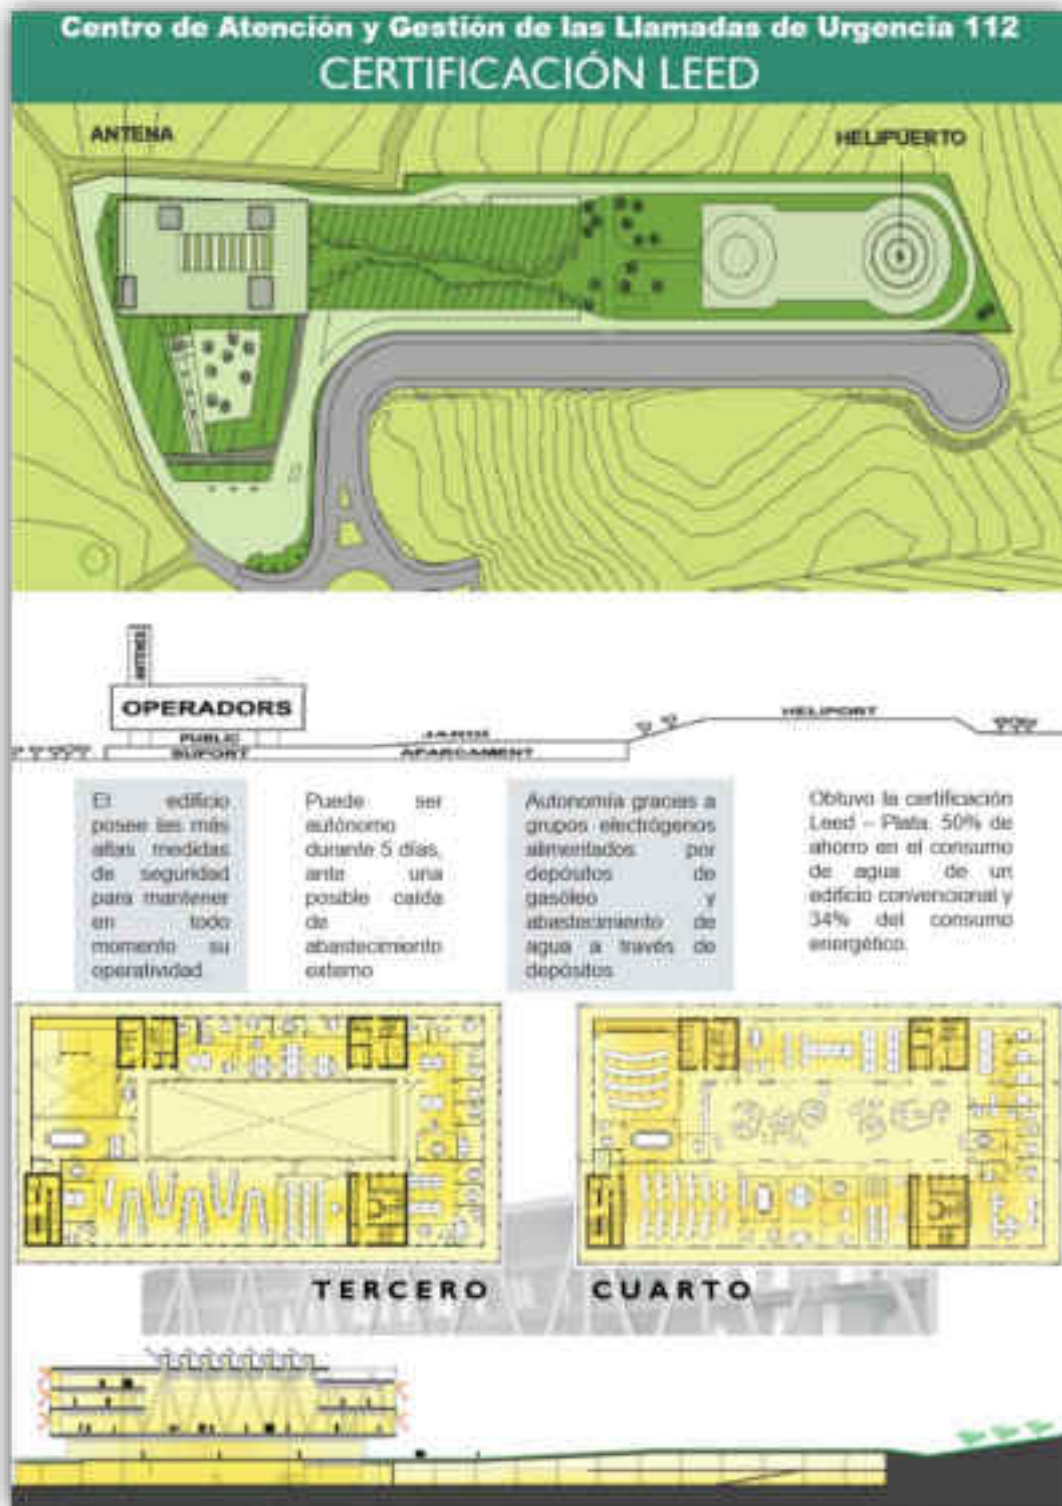 Centro de Atención y Gestión de las Llamadas de Urgencia 112
CERTIFICACIÓN LEED
ANTENA
HELIPUERTO
OPERADORS
HELIPORT
PUBLIC
JARDI
SUPORT
APARCAMENT
El edificio
posee las más
altas medidas
de seguridad
para mantener
en todo
momento su
operatividad
Puede ser
autónomo
durante 5 días,
ante una
posible caída
de
abastecimiento
externo
Autonomía gracias a
grupos electrógenos
alimentados por
depósitos de
gasóleo y
abastecimiento de
agua a través de
depósitos
Obtuvo la certificación
Leed – Plata. 50% de
ahorro en el consumo
de agua de un
edificio convencional y
34% del consumo
energético.
TERCERO
CUARTO